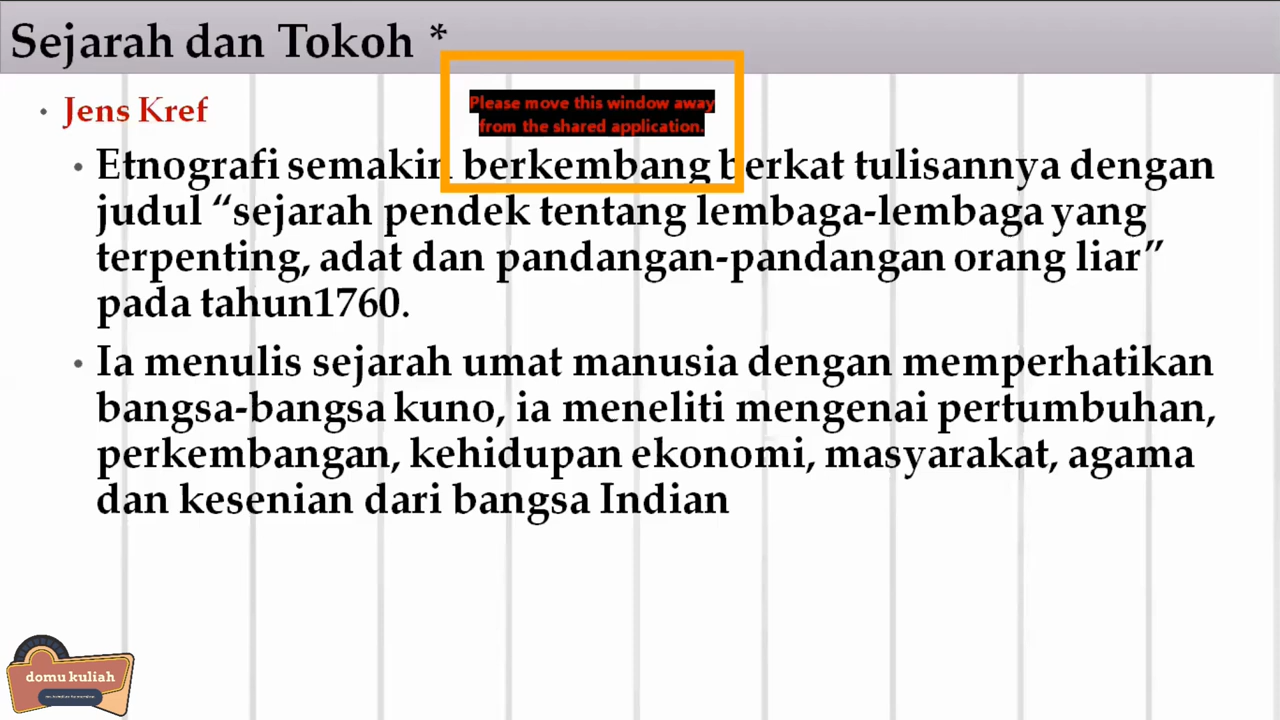 Sejarah dan Tokoh *
Jens Kref
Please move this window away
from the shared application.
Etnografi semakin berkembang berkat tulisannya dengan
judul “sejarah pendek tentang lembaga-lembaga yang
terpenting, adat dan pandangan-pandangan orang liar”
pada tahun1760.
Ia menulis sejarah umat manusia dengan memperhatikan
bangsa-bangsa kuno, ia meneliti mengenai pertumbuhan,
perkembangan, kehidupan ekonomi, masyarakat, agama
dan kesenian dari bangsa Indian
domu kuliah